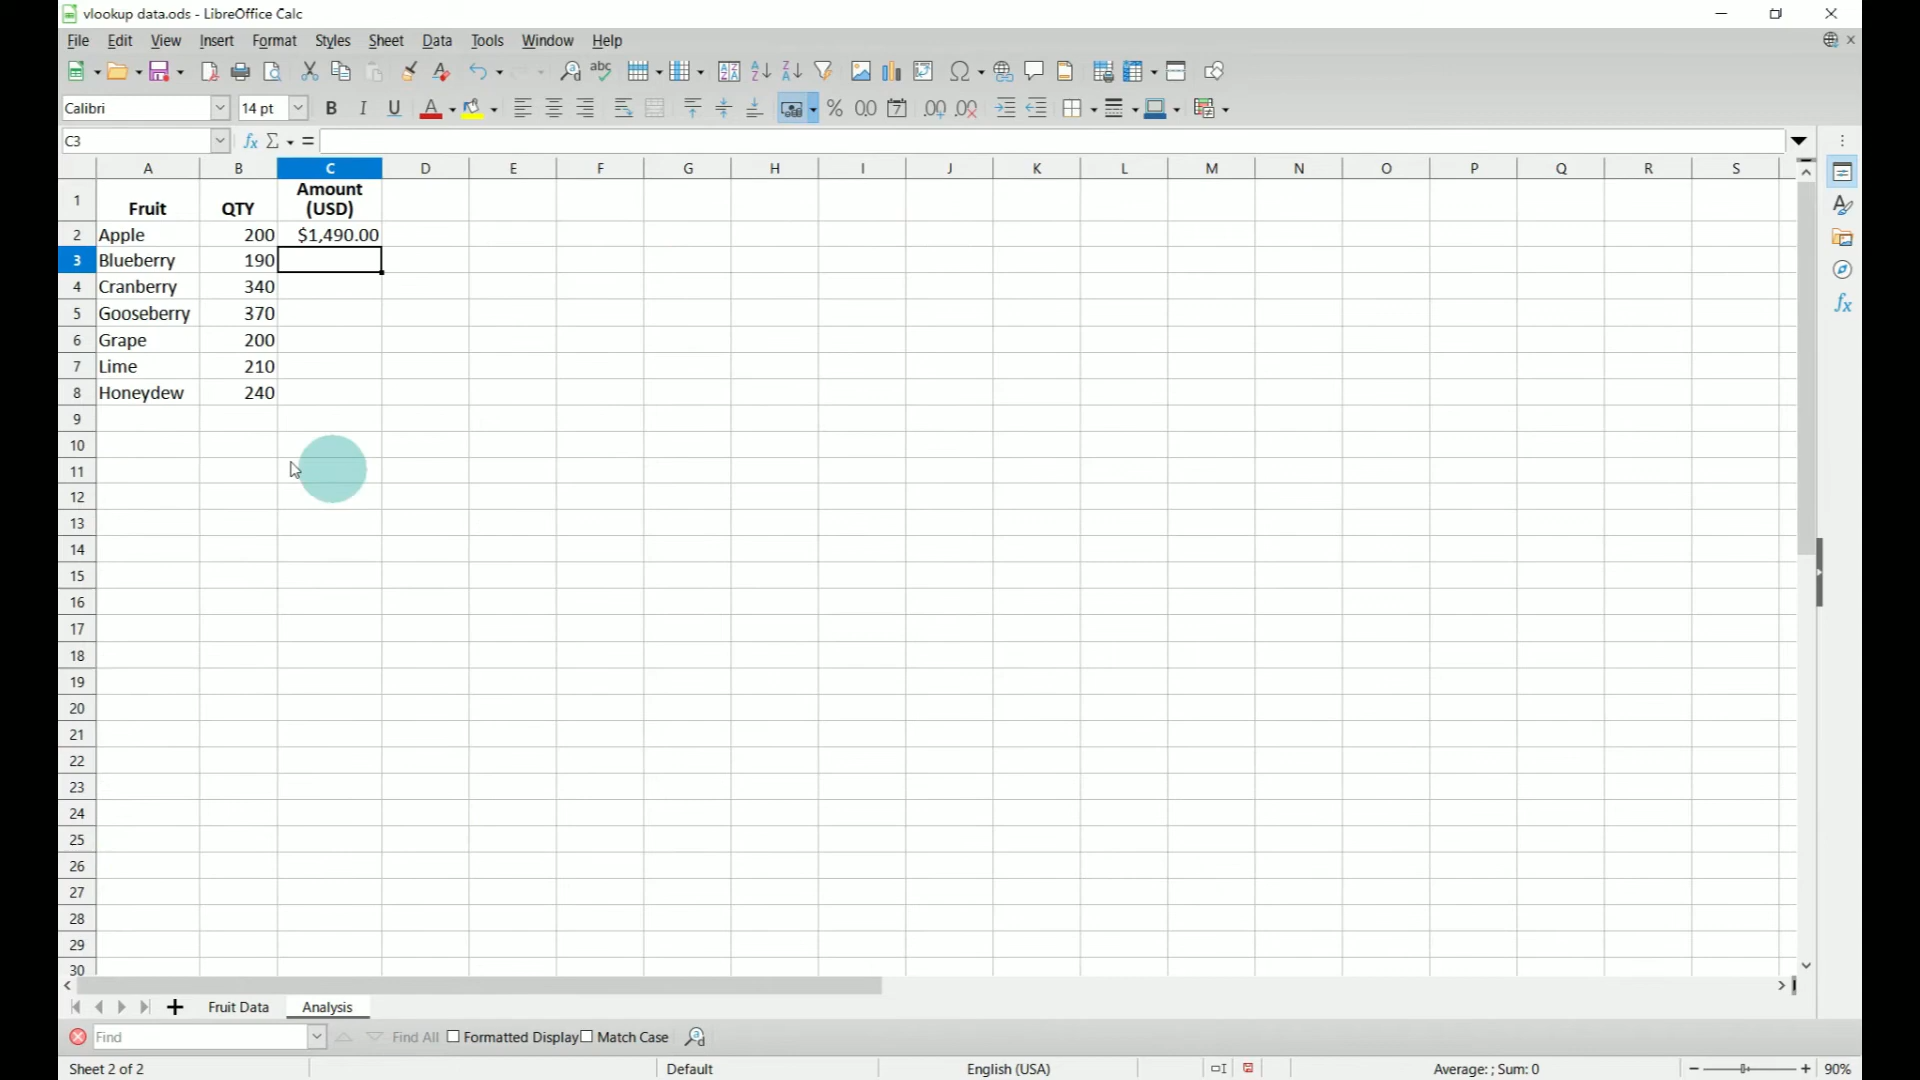 vlookup data.ods - LibreOffice Calc
File Edit View Insert Format Styles Sheet Data Tools Window Help
Calibri 14 pt
C3
A B C D E F G H I J K L M N O P Q R S
1 Fruit QTY Amount
(USD)
2 Apple 200 $1,490.00
3 Blueberry 190
4 Cranberry 340
5 Gooseberry 370
6 Grape 200
7 Lime 210
8 Honeydew 240
9
10
11
12
13
14
15
16
17
18
19
20
21
22
23
24
25
26
27
28
29
30
Fruit Data Analysis
Find Find All Formatted Display Match Case
Sheet 2 of 2 Default English (USA) Average: ; Sum: 0 90%